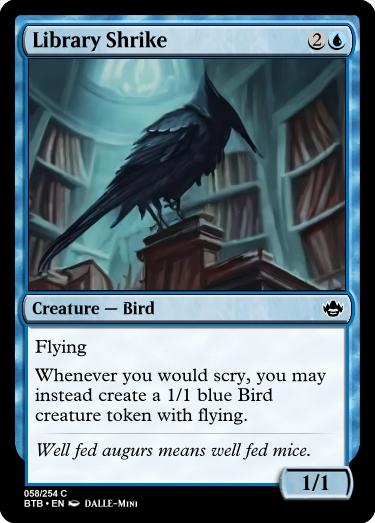 Library Shrike 2
Creature — Bird
Flying
Whenever you would scry, you may
instead create a 1/1 blue Bird
creature token with flying.
Well fed augurs means well fed mice.
1/1
058/254 C
BTB • EN DALLE-Mini